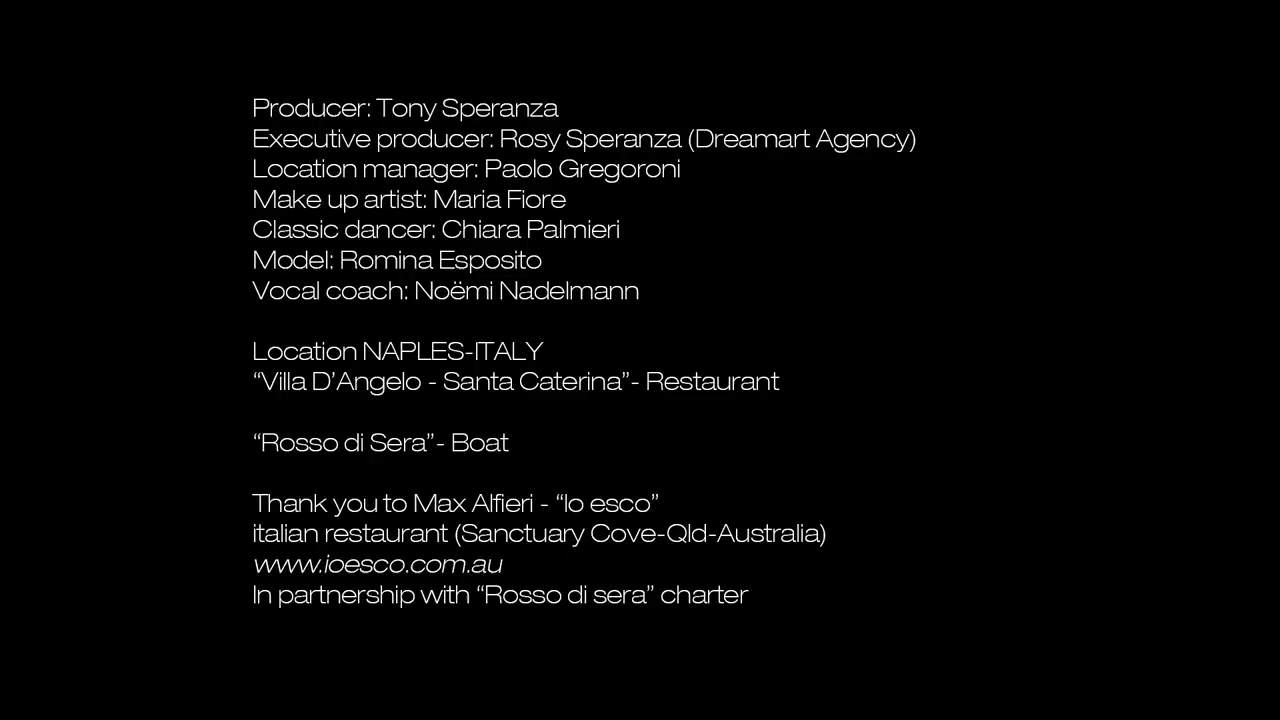 Producer: Tony Speranza
Executive producer: Rosy Speranza (Dreamart Agency)
Location manager: Paolo Gregoroni
Make up artist: Maria Fiore
Classic dancer: Chiara Palmieri
Model: Romina Esposito
Vocal coach: Noëmi Nadelmann
Location NAPLES-ITALY
“Villa D’Angelo - Santa Caterina”- Restaurant
“Rosso di Sera”- Boat
Thank you to Max Alfieri - “Io esco”
italian restaurant (Sanctuary Cove-Qld-Australia)
www.ioesco.com.au
In partnership with “Rosso di sera” charter